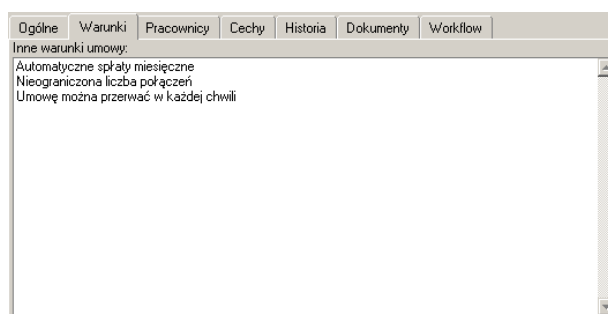 Ogólne Warunki Pracownicy Cechy Historia Dokumenty Workflow
Inne warunki umowy:
Automatyczne spłaty miesięczne
Nieograniczona liczba połączeń
Umowę można przerwać w każdej chwili